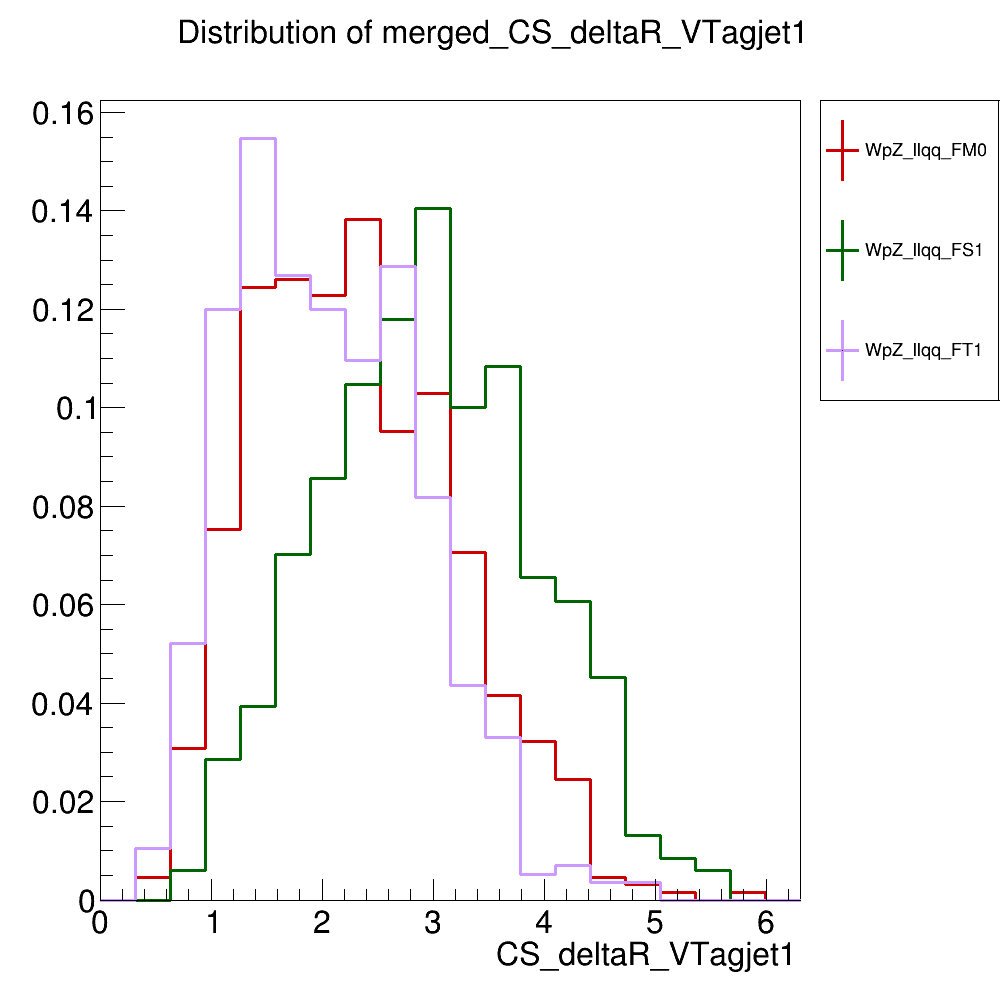 Distribution of merged_CS_deltaR_VTagjet1
0.16
0.14
0.12
0.1
0.08
0.06
0.04
0.02
0
0 1 2 3 4 5 6
CS_deltaR_VTagjet1
WpZ_llqq_FM0
WpZ_llqq_FS1
WpZ_llqq_FT1